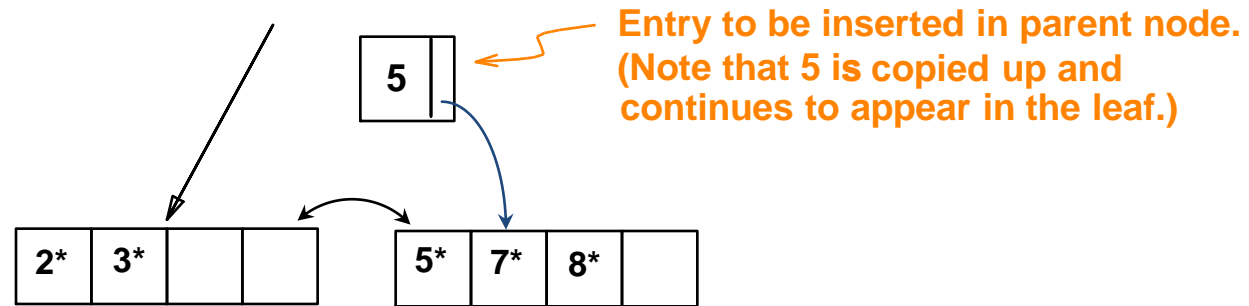 Entry to be inserted in parent node.
5
(Note that 5 is copied up and
continues to appear in the leaf.)
2* 3* 5* 7* 8*